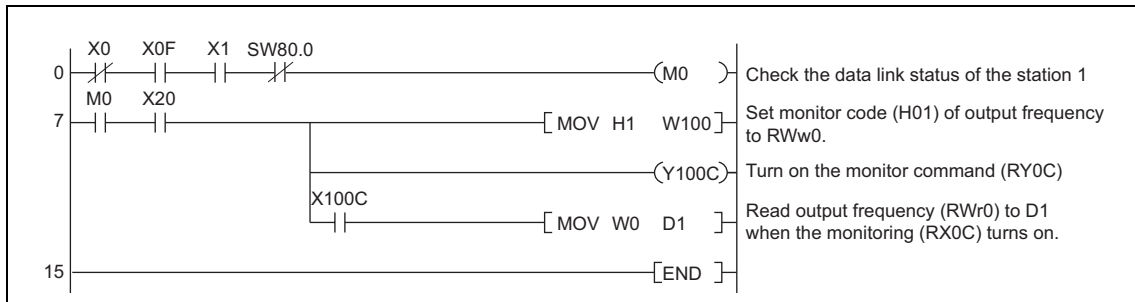 X0 X0F X1 SW80.0
0 M0 Check the data link status of the station 1
M0 X20
7 MOV H1 W100 Set monitor code (H01) of output frequency
to RWw0.
Y100C Turn on the monitor command (RY0C)
X100C
MOV W0 D1 Read output frequency (RWr0) to D1
when the monitoring (RX0C) turns on.
15 END